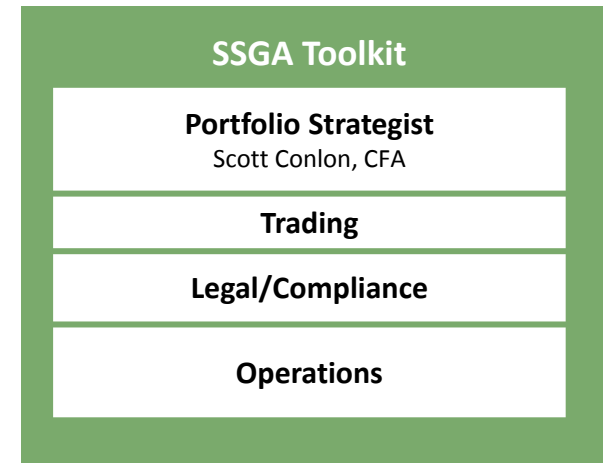 SSGA Toolkit
Portfolio Strategist
Scott Conlon, CFA
Trading
Legal/Compliance
Operations